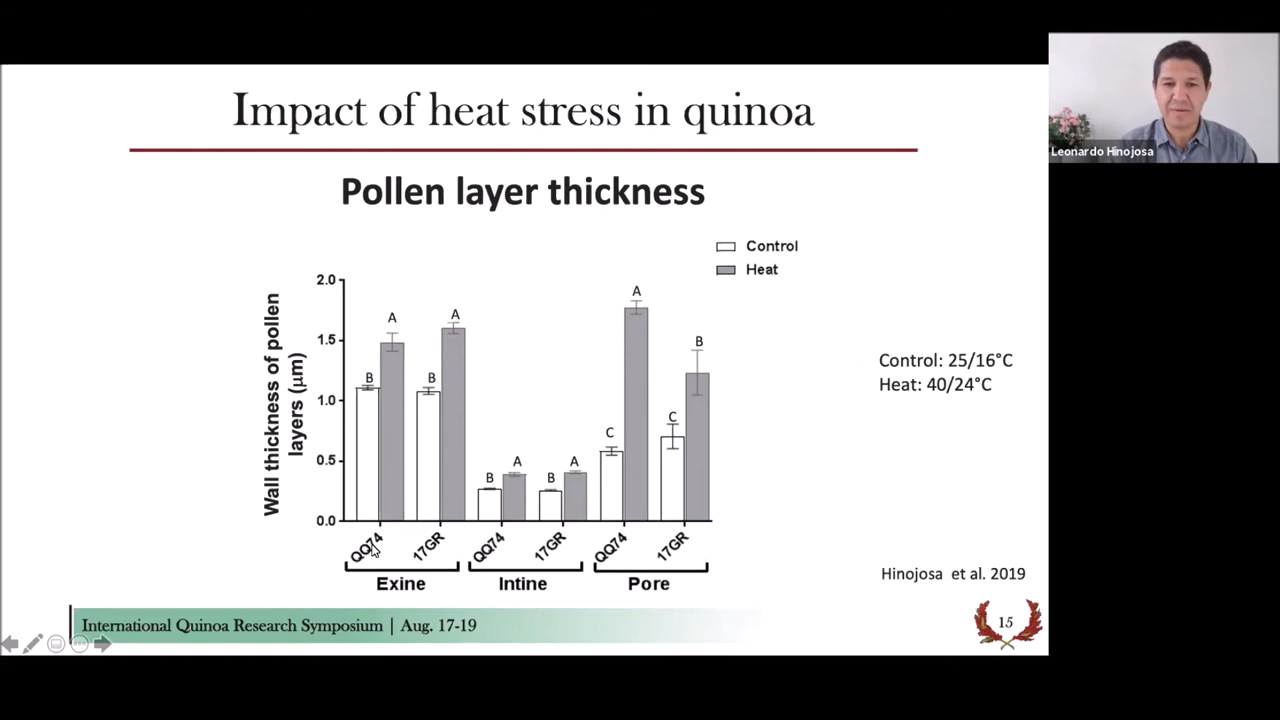 Impact of heat stress in quinoa
Leonardo Hinojosa
Pollen layer thickness
Control
Heat
Wall thickness of pollen
layers (μm)
2.0
1.5
1.0
0.5
0.0
B
A
B
A
B
A
B
A
C
A
C
B
QQ74
17GR
QQ74
17GR
QQ74
17GR
Exine
Intine
Pore
Control: 25/16°C
Heat: 40/24°C
Hinojosa et al. 2019
International Quinoa Research Symposium | Aug. 17-19
15